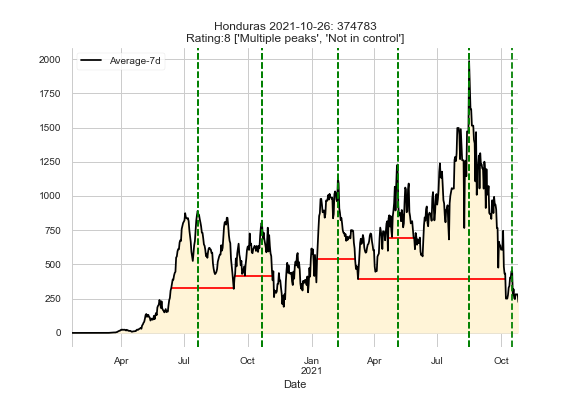 Honduras 2021-10-26: 374783
Rating:8 ['Multiple peaks', 'Not in control']
Average-7d
2000
1750
1500
1250
1000
750
500
250
0
Apr
Jul
Oct
Jan
2021
Apr
Jul
Oct
Date